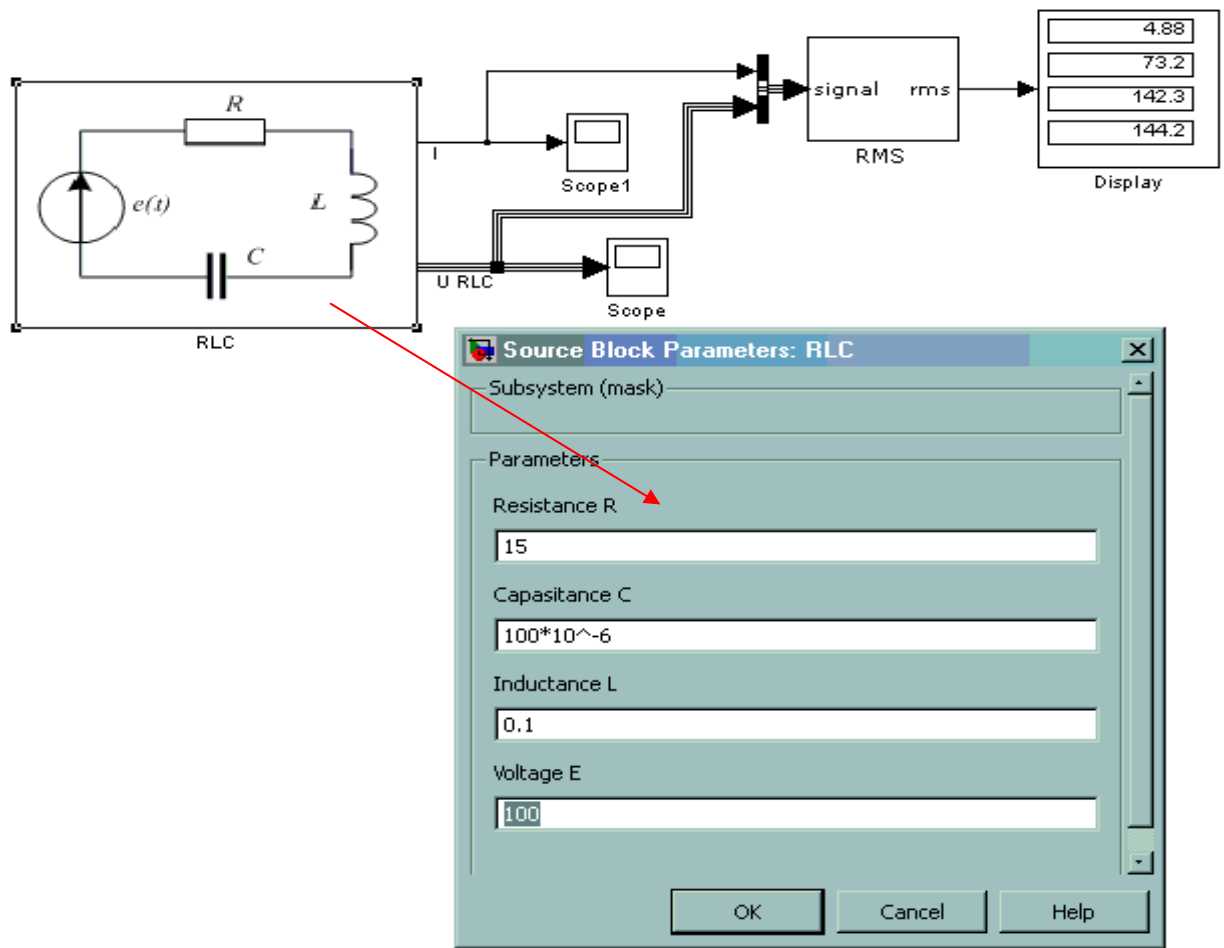 4.88
73.2
142.3
144.2
Display
signal rms
RMS
R
e(t)
L
C
I
Scope1
U RLC
Scope
RLC
Source Block Parameters: RLC
Subsystem (mask)
Parameters
Resistance R
15
Capasitance C
100*10^-6
Inductance L
0.1
Voltage E
100
OK Cancel Help